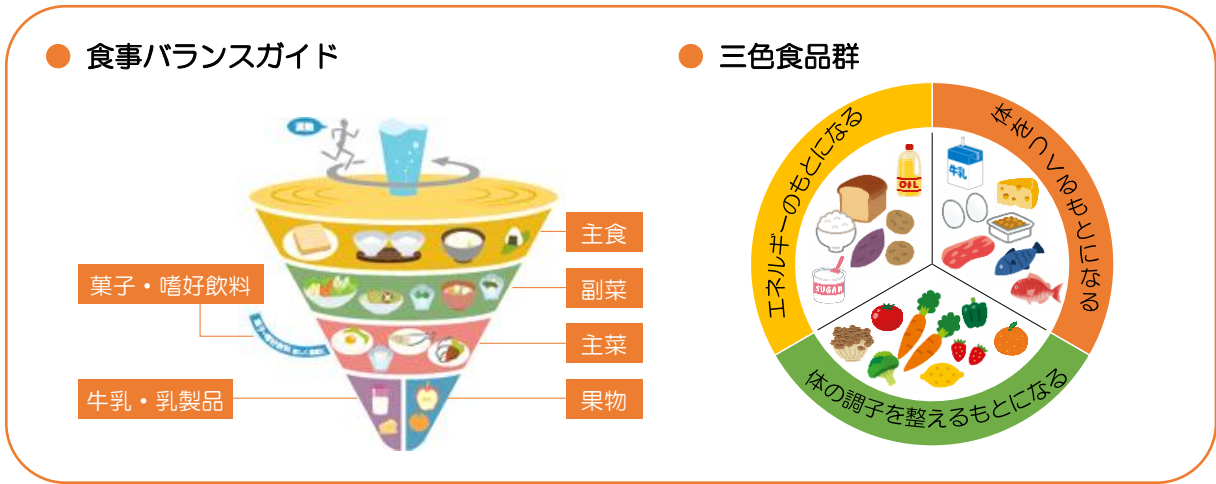 食事バランスガイド
主食
副菜
菓子・嗜好飲料
主菜
牛乳・乳製品
果物
三色食品群
エネルギーのもとになる
体をつくるもとになる
体の調子を整えるもとになる
OIL
牛乳
SUGAR